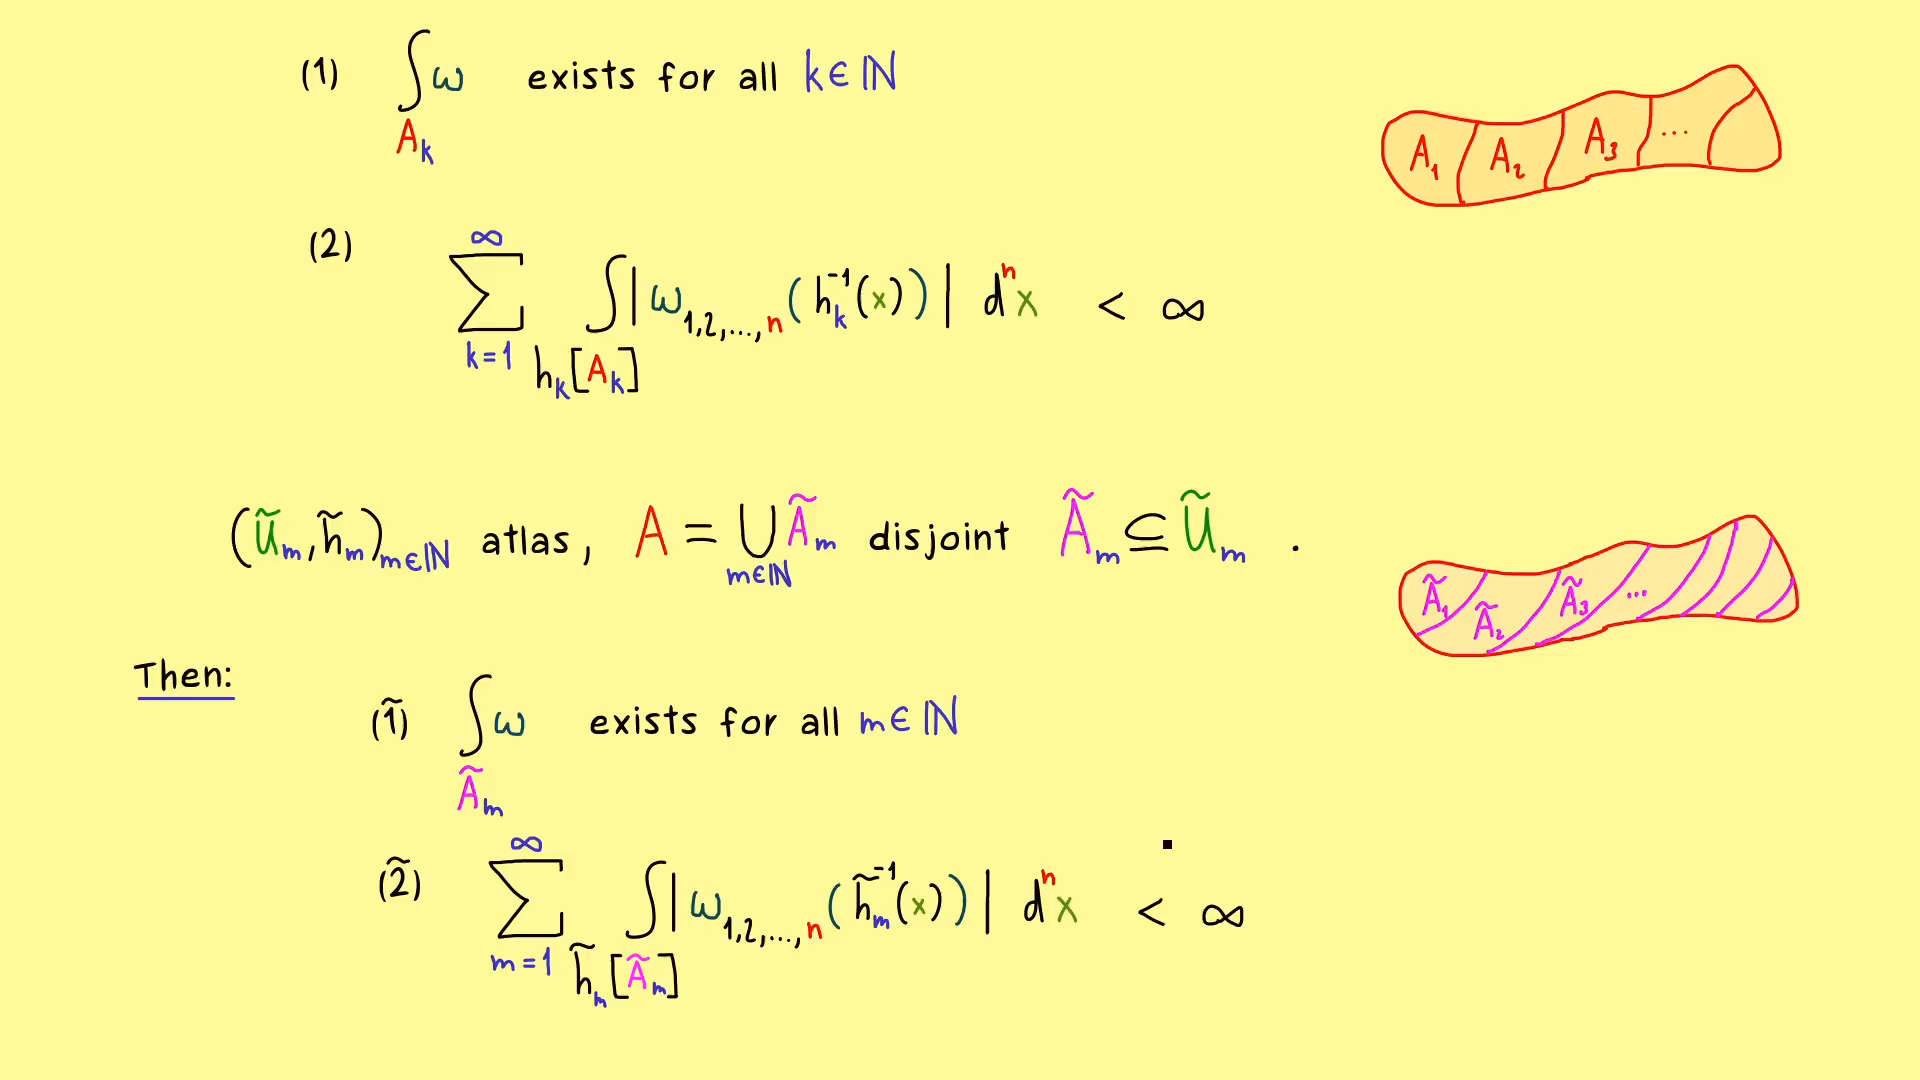 (1) ∫_{A_k} ω exists for all k ∈ ℕ
A_1 A_2 A_3 ...
(2) ∑_{k=1}^{∞} ∫_{h_k[A_k]} |ω_{1,2,...,n}(h_k^{-1}(x))| d^n x < ∞
(Ũ_m, h̃_m)_{m∈ℕ} atlas, A = ⋃_{m∈ℕ} Ã_m disjoint Ã_m ⊆ Ũ_m .
Ã_1 Ã_2 Ã_3 ...
Then:
(1̃) ∫_{Ã_m} ω exists for all m ∈ ℕ
(2̃) ∑_{m=1}^{∞} ∫_{h̃_m[Ã_m]} |ω_{1,2,...,n}(h̃_m^{-1}(x))| d^n x < ∞